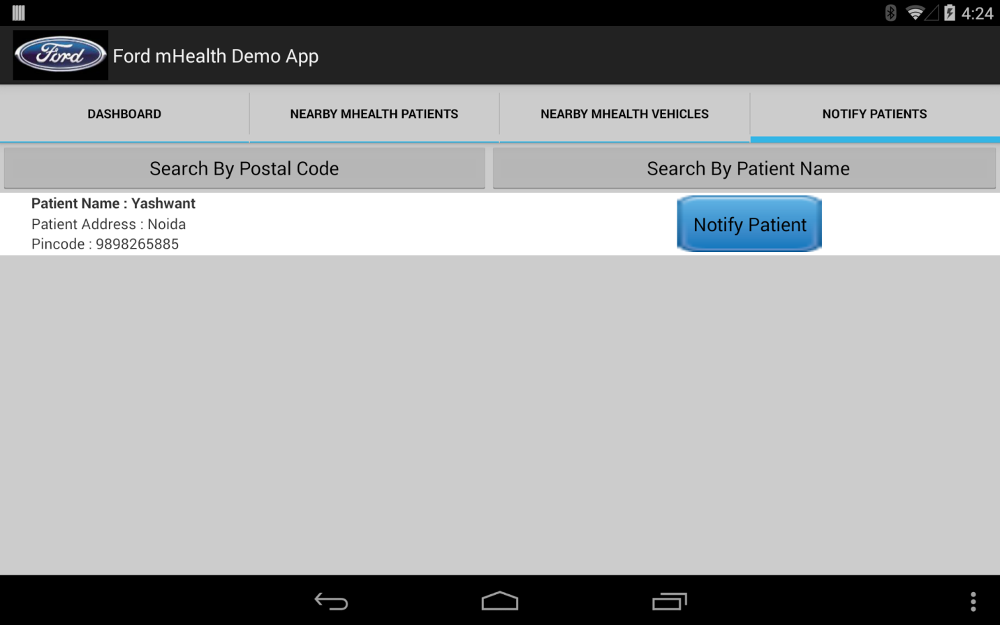 4:24
Ford
Ford mHealth Demo App
DASHBOARD
NEARBY MHEALTH PATIENTS
NEARBY MHEALTH VEHICLES
NOTIFY PATIENTS
Search By Postal Code
Search By Patient Name
Patient Name : Yashwant
Patient Address : Noida
Pincode : 9898265885
Notify Patient